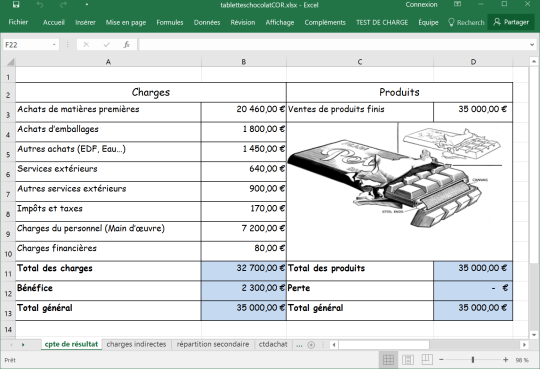 tabletteschocolatCOR.xlsx - Excel
Connexion
Fichier Accueil Insérer Mise en page Formules Données Révision Affichage Compléments TEST DE CHARGE Équipe Recherch Partager
F22 fx
A B C D
1
2 Charges Produits
3 Achats de matières premières 20 460,00 € Ventes de produits finis 35 000,00 €
4 Achats d'emballages 1 800,00 €
5 Autres achats (EDF, Eau...) 1 450,00 €
6 Services extérieurs 640,00 €
7 Autres services extérieurs 900,00 €
8 Impôts et taxes 170,00 €
9 Charges du personnel (Main d'œuvre) 7 200,00 €
10 Charges financières 80,00 €
CANVAS
STEEL
11 Total des charges 32 700,00 € Total des produits 35 000,00 €
12 Bénéfice 2 300,00 € Perte - €
13 Total général 35 000,00 € Total général 35 000,00 €
14
cpte de résultat charges indirectes répartition secondaire ctdachat ...
Prêt 98 %